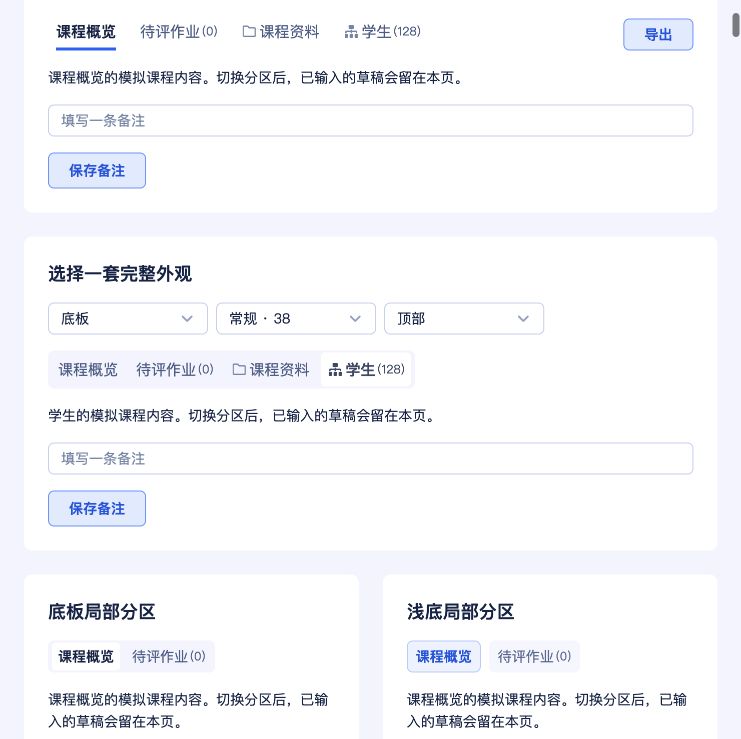 课程概览 待评作业(0) 课程资料 学生(128) 导出
课程概览的模拟课程内容。切换分区后，已输入的草稿会留在本页。
填写一条备注
保存备注
选择一套完整外观
底板 常规 · 38 顶部
课程概览 待评作业(0) 课程资料 学生(128)
学生的模拟课程内容。切换分区后，已输入的草稿会留在本页。
填写一条备注
保存备注
底板局部分区
课程概览 待评作业(0)
课程概览的模拟课程内容。切换分区后，已输
入的草稿会留在本页。
浅底局部分区
课程概览 待评作业(0)
课程概览的模拟课程内容。切换分区后，已输
入的草稿会留在本页。